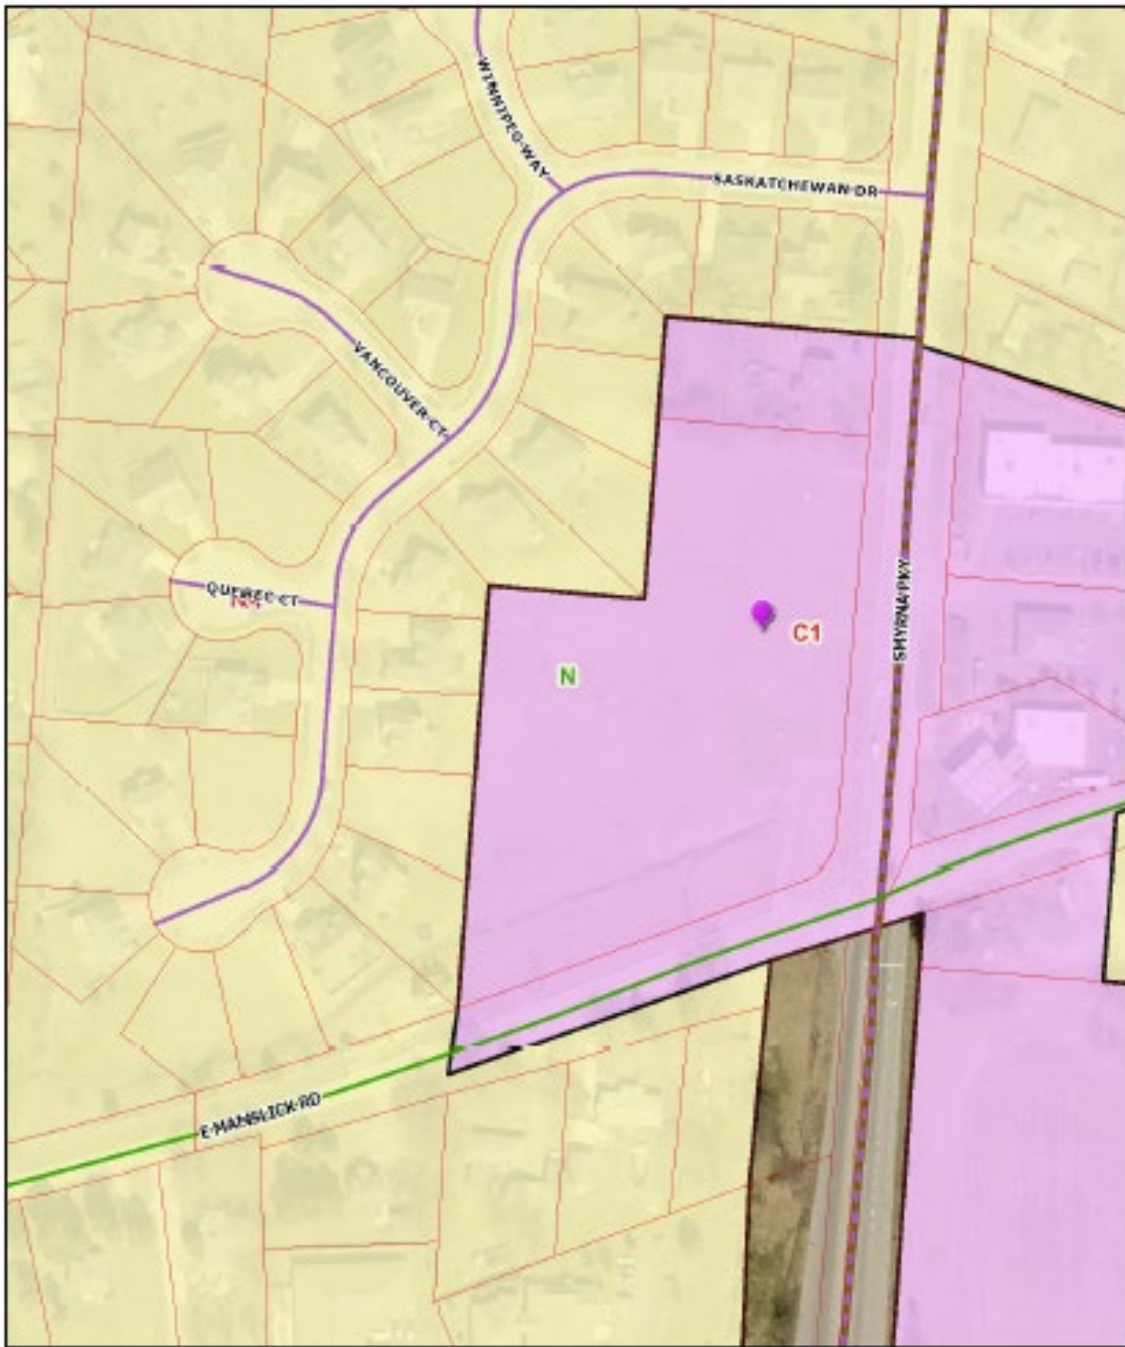 WINNIPEG WAY
SASKATCHEWAN DR
VANCOUVER CT
QUEBEC CT
SMYRNA PKY
C1
N
E MANSLICK RD